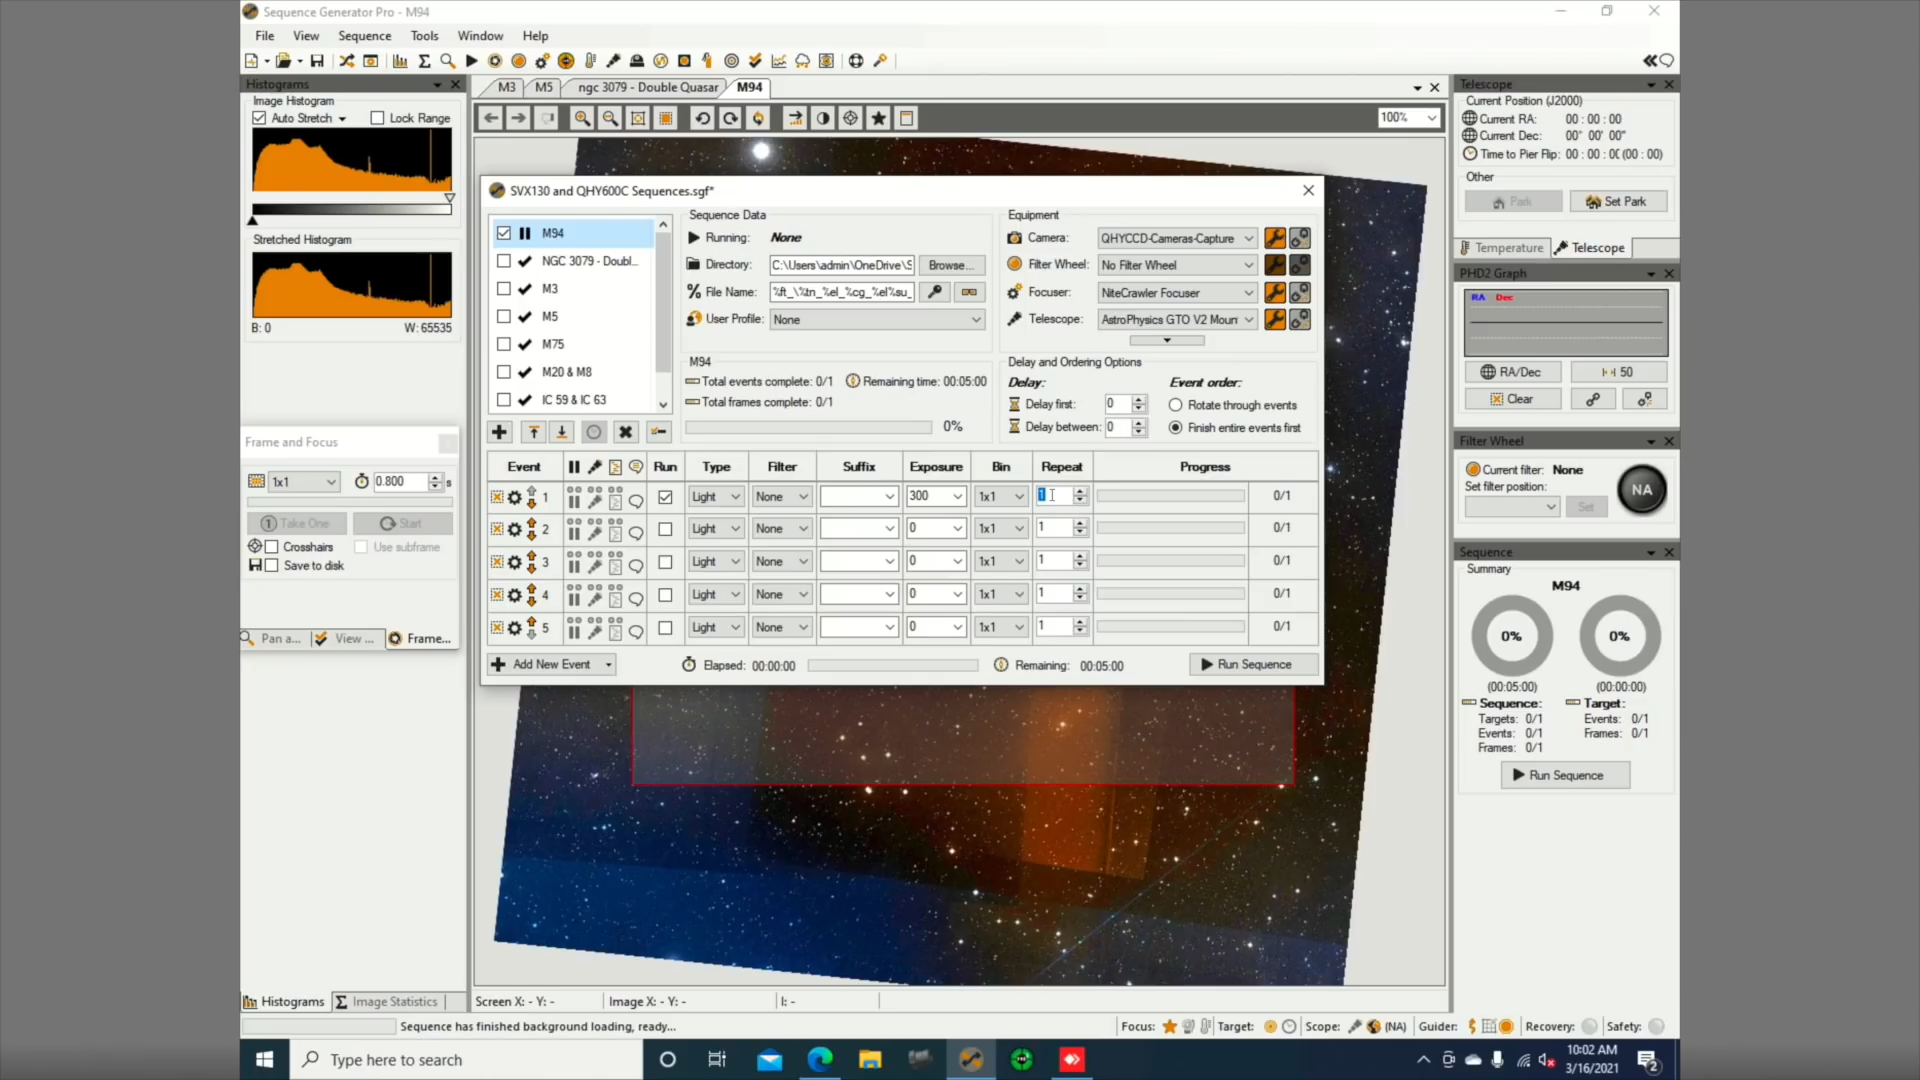 Sequence Generator Pro - M94
File View Sequence Tools Window Help
Histograms
Image Histogram
Auto Stretch Lock Range
Stretched Histogram
B: 0 W: 65535
Frame and Focus
1x1 0.800 s
Take One Start
Crosshairs Use subframe
Save to disk
Pan a... View ... Frame...
Histograms Image Statistics
M3 M5 ngc 3079 - Double Quasar M94
100%
SVX130 and QHY600C Sequences.sgf*
M94
NGC 3079 - Doubl...
M3
M5
M75
M20 & M8
IC 59 & IC 63
Sequence Data
Running: None
Directory: C:\Users\admin\OneDrive\S Browse...
File Name: %ft_\%tn_%el_%cg_%el%su_
User Profile: None
M94
Total events complete: 0/1 Remaining time: 00:05:00
Total frames complete: 0/1
0%
Equipment
Camera: QHYCCD-Cameras-Capture
Filter Wheel: No Filter Wheel
Focuser: NiteCrawler Focuser
Telescope: AstroPhysics GTO V2 Moun
Delay and Ordering Options
Delay: Event order:
Delay first: 0 Rotate through events
Delay between: 0 Finish entire events first
Event Run Type Filter Suffix Exposure Bin Repeat Progress
1 Light None 300 1x1 1 0/1
2 Light None 0 1x1 1 0/1
3 Light None 0 1x1 1 0/1
4 Light None 0 1x1 1 0/1
5 Light None 0 1x1 1 0/1
Add New Event Elapsed: 00:00:00 Remaining: 00:05:00 Run Sequence
Screen X: - Y: - Image X: - Y: - I: -
Telescope
Current Position (J2000)
Current RA: 00 : 00 : 00
Current Dec: 00° 00' 00"
Time to Pier Flip: 00 : 00 : 0( (00 : 00)
Other
Park Set Park
Temperature Telescope
PHD2 Graph
RA Dec
RA/Dec 50
Clear
Filter Wheel
Current filter: None
Set filter position:
Set
NA
Sequence
Summary
M94
0% 0%
(00:05:00) (00:00:00)
Sequence: Target:
Targets: 0/1 Events: 0/1
Events: 0/1 Frames: 0/1
Frames: 0/1
Run Sequence
Sequence has finished background loading, ready...
Focus: Target: Scope: (NA) Guider: Recovery: Safety:
Type here to search
10:02 AM
3/16/2021
2